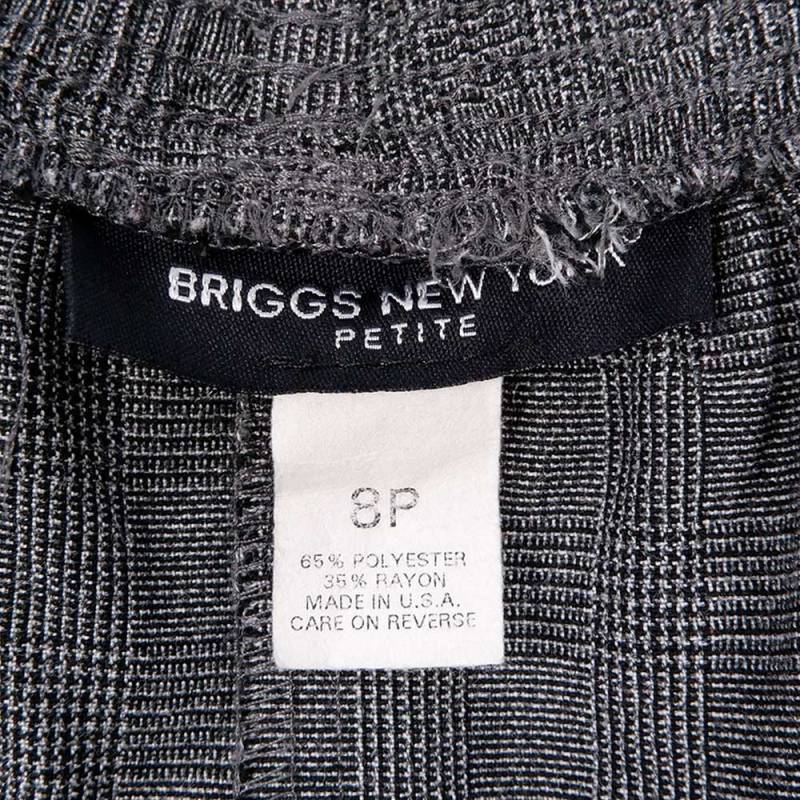 BRIGGS NEW YORK
PETITE
8P
65% POLYESTER
35% RAYON
MADE IN U.S.A.
CARE ON REVERSE